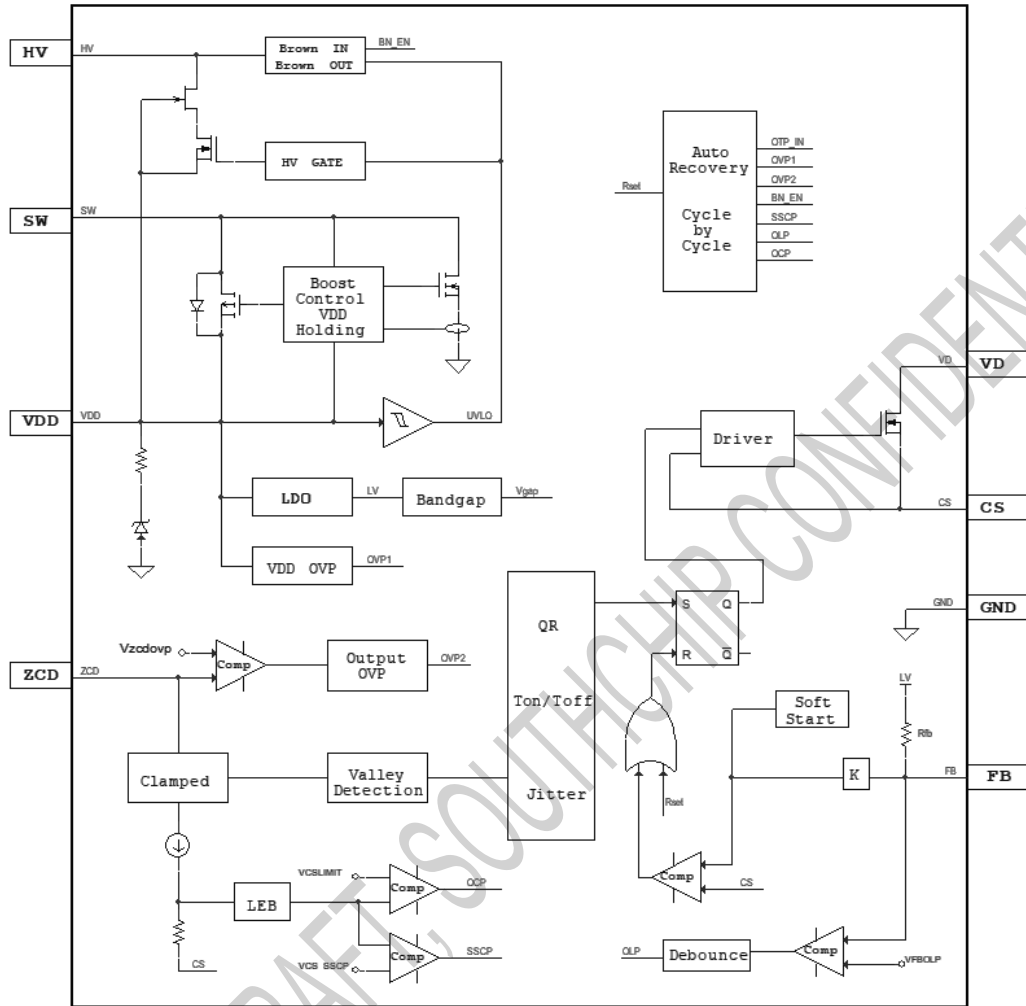 HV
HV
Brown IN
Brown OUT
BN_EN
HV GATE
Auto
Recovery
Cycle
by
Cycle
Rset
OTP_IN
OVP1
OVP2
BN_EN
SSCP
OLP
OCP
SW
SW
Boost
Control
VDD
Holding
VDD
VDD
UVLO
VD
VD
Driver
CS
CS
LDO
LV
Bandgap
Vgap
VDD OVP
OVP1
GND
GND
QR
Ton/Toff
Jitter
S
Q
R
Q
Vzcdovp
ZCD
ZCD
Comp
Output
OVP
OVP2
Soft
Start
LV
Rfb
Clamped
Valley
Detection
K
FB
FB
Rset
Comp
CS
VCSLIMIT
Comp
OCP
LEB
CS
VCS SSCP
Comp
SSCP
OLP
Debounce
Comp
VFBOLP
DRAFT, SOUTHCHIP CONFIDENT